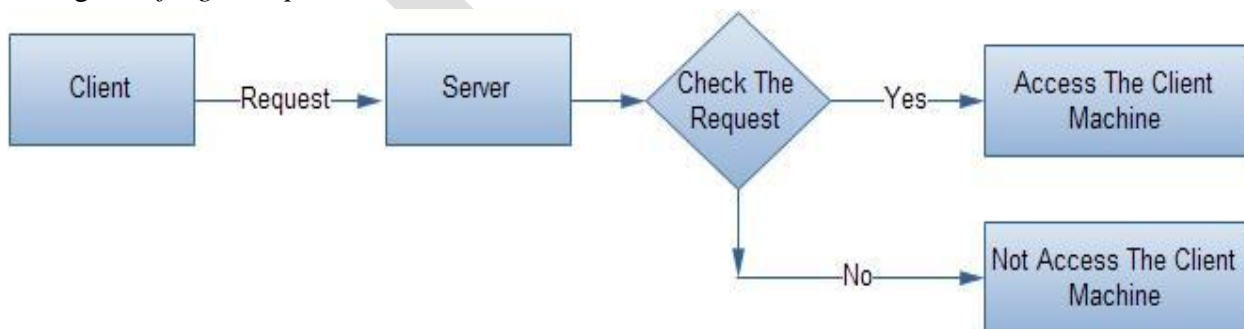 Client
Request
Server
Check The
Request
Yes
Access The Client
Machine
No
Not Access The Client
Machine